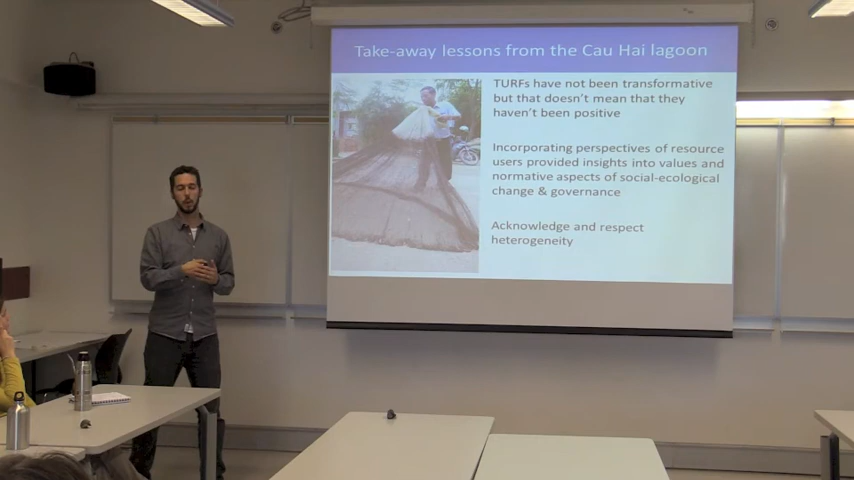 Take-away lessons from the Cau Hai lagoon
TURFs have not been transformative
but that doesn't mean that they
haven't been positive
Incorporating perspectives of resource
users provided insights into values and
normative aspects of social-ecological
change & governance
Acknowledge and respect
heterogeneity